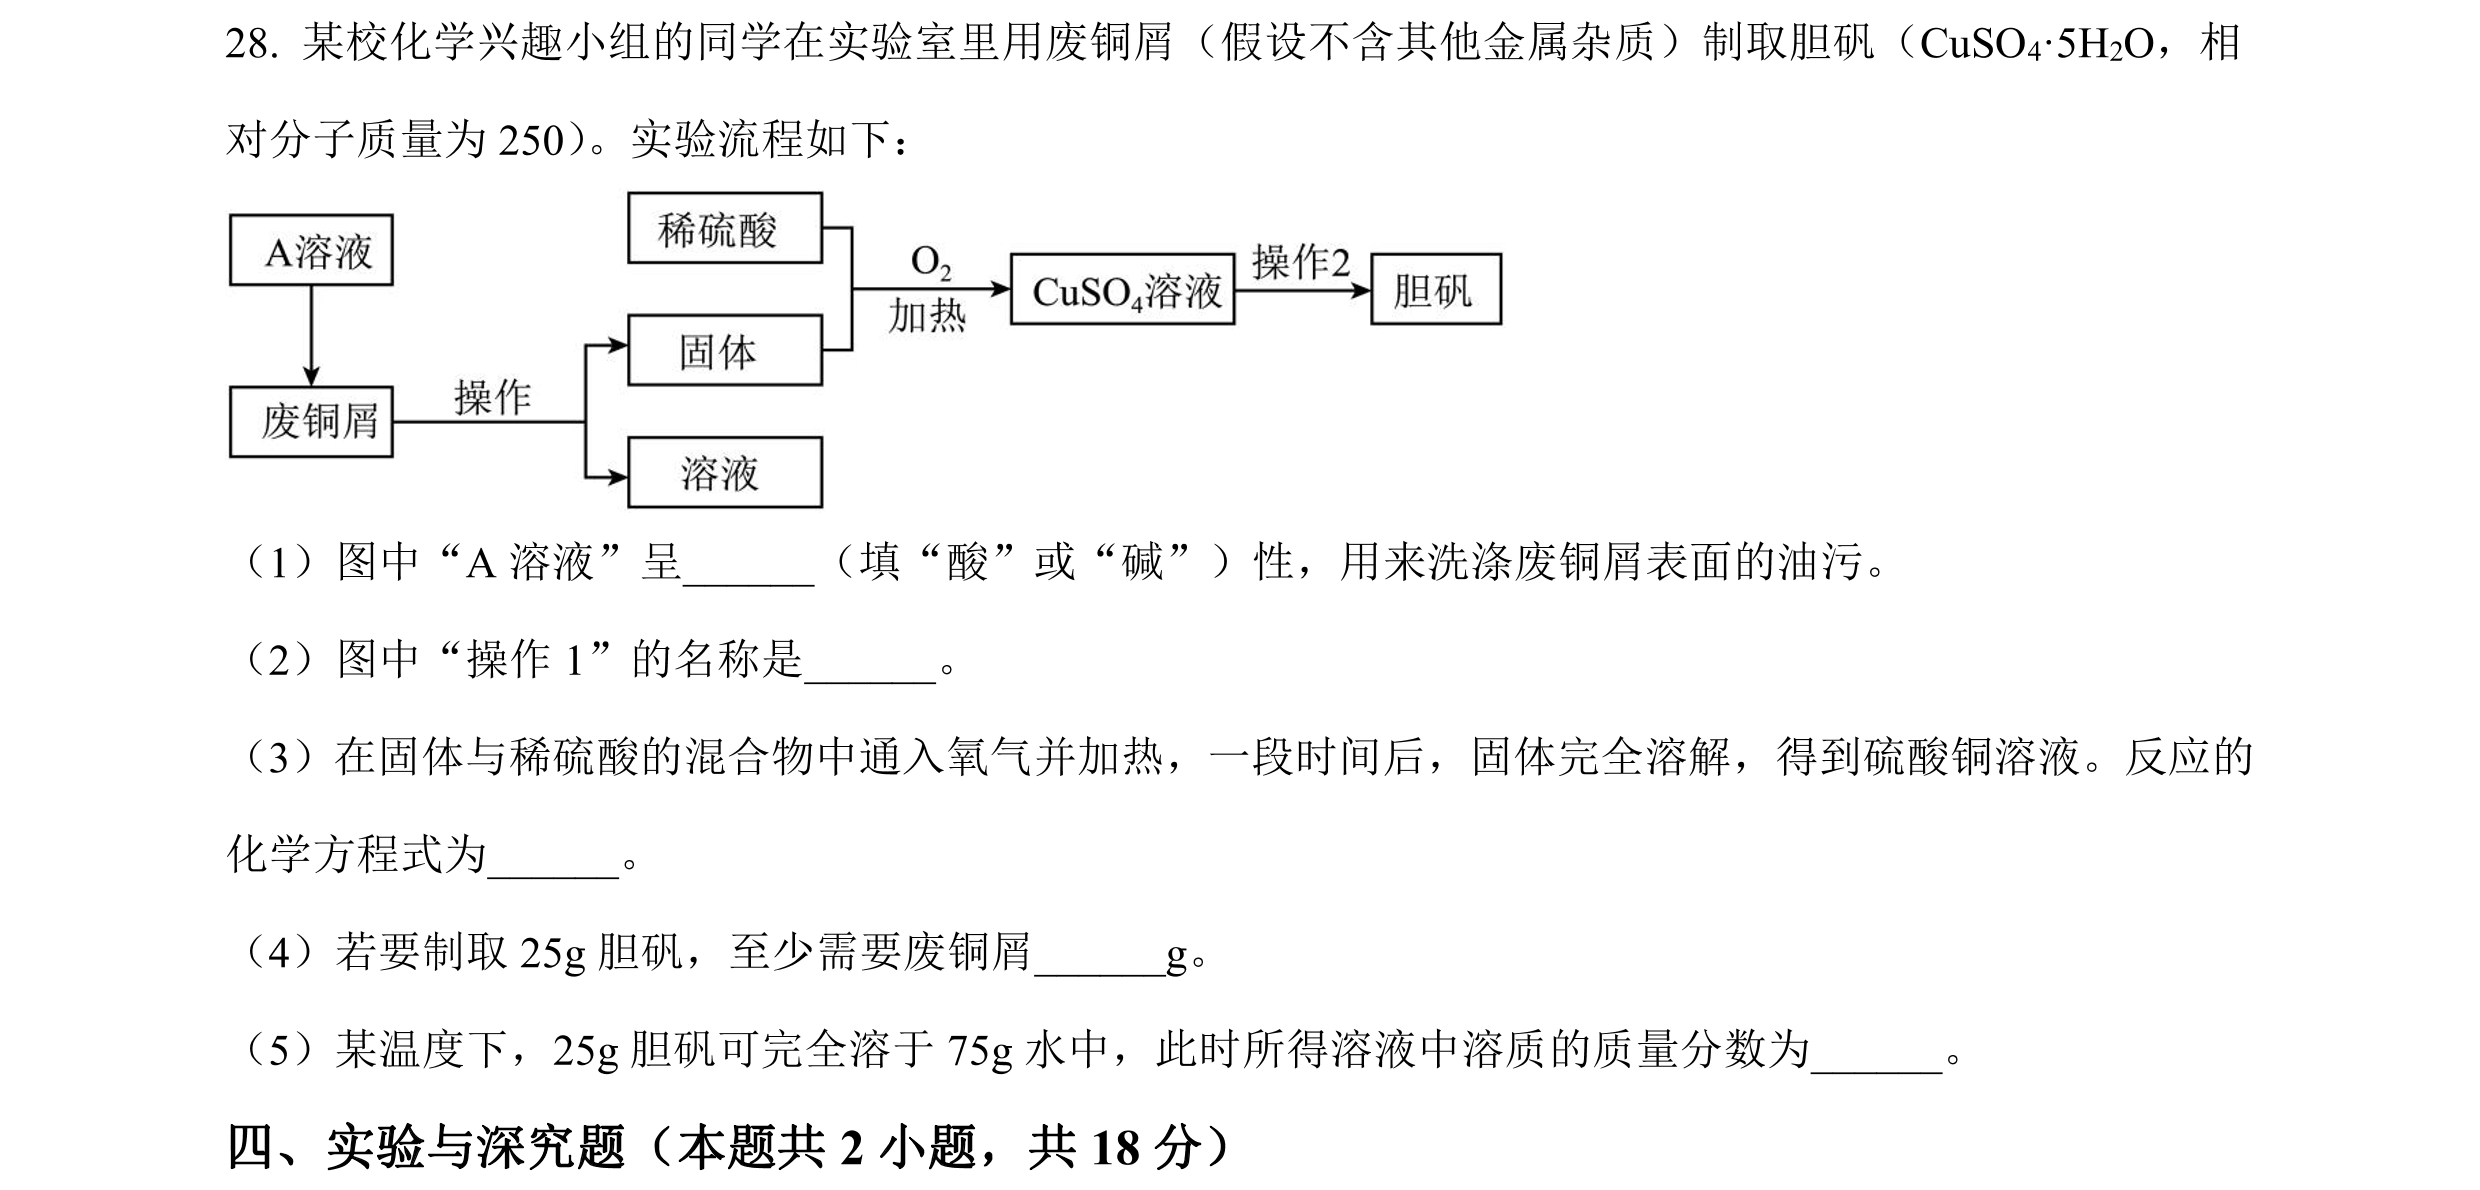 28. 某校化学兴趣小组的同学在实验室里用废铜屑（假设不含其他金属杂质）制取胆矾（CuSO₄·5H₂O，相
对分子质量为 250）。实验流程如下：
A溶液
稀硫酸
O₂
加热
CuSO₄溶液
操作2
胆矾
固体
废铜屑
操作
溶液
（1）图中“A 溶液”呈______（填“酸”或“碱”）性，用来洗涤废铜屑表面的油污。
（2）图中“操作 1”的名称是______。
（3）在固体与稀硫酸的混合物中通入氧气并加热，一段时间后，固体完全溶解，得到硫酸铜溶液。反应的
化学方程式为______。
（4）若要制取 25g 胆矾，至少需要废铜屑______g。
（5）某温度下，25g 胆矾可完全溶于 75g 水中，此时所得溶液中溶质的质量分数为______。
四、实验与深究题（本题共 2 小题，共 18 分）